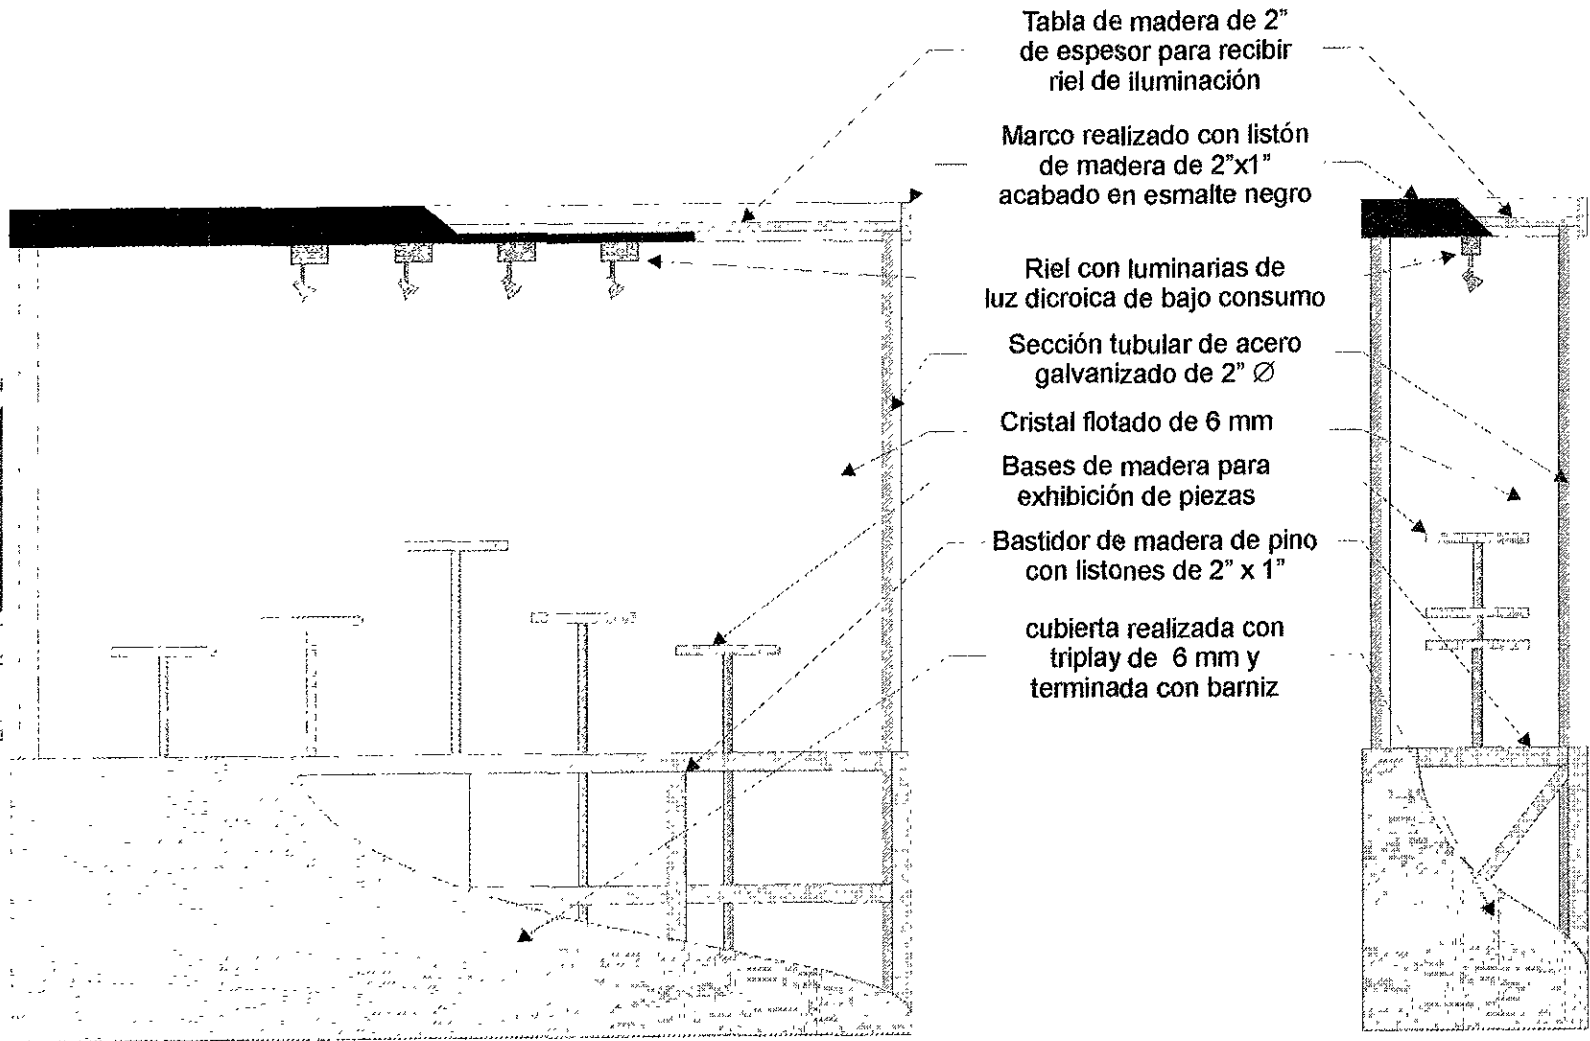 Tabla de madera de 2”
de espesor para recibir
riel de iluminación
Marco realizado con listón
de madera de 2”x1”
acabado en esmalte negro
Riel con luminarias de
luz dicroica de bajo consumo
Sección tubular de acero
galvanizado de 2” Ø
Cristal flotado de 6 mm
Bases de madera para
exhibición de piezas
Bastidor de madera de pino
con listones de 2” x 1”
cubierta realizada con
triplay de 6 mm y
terminada con barniz